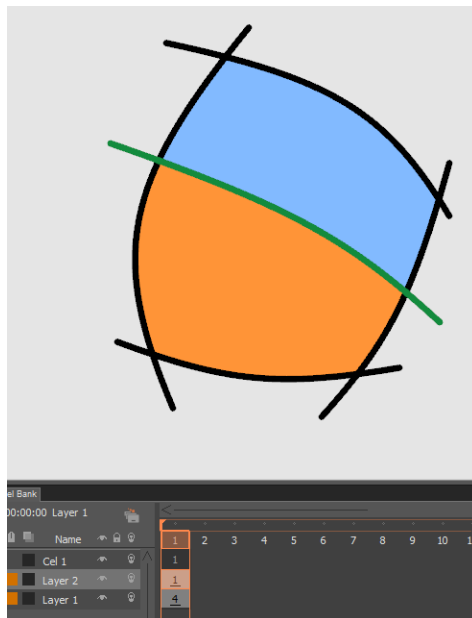 el Bank
00:00:00 Layer 1
Name 1 2 3 4 5 6 7 8 9 10 1
Cel 1 1
Layer 2 1
Layer 1 4